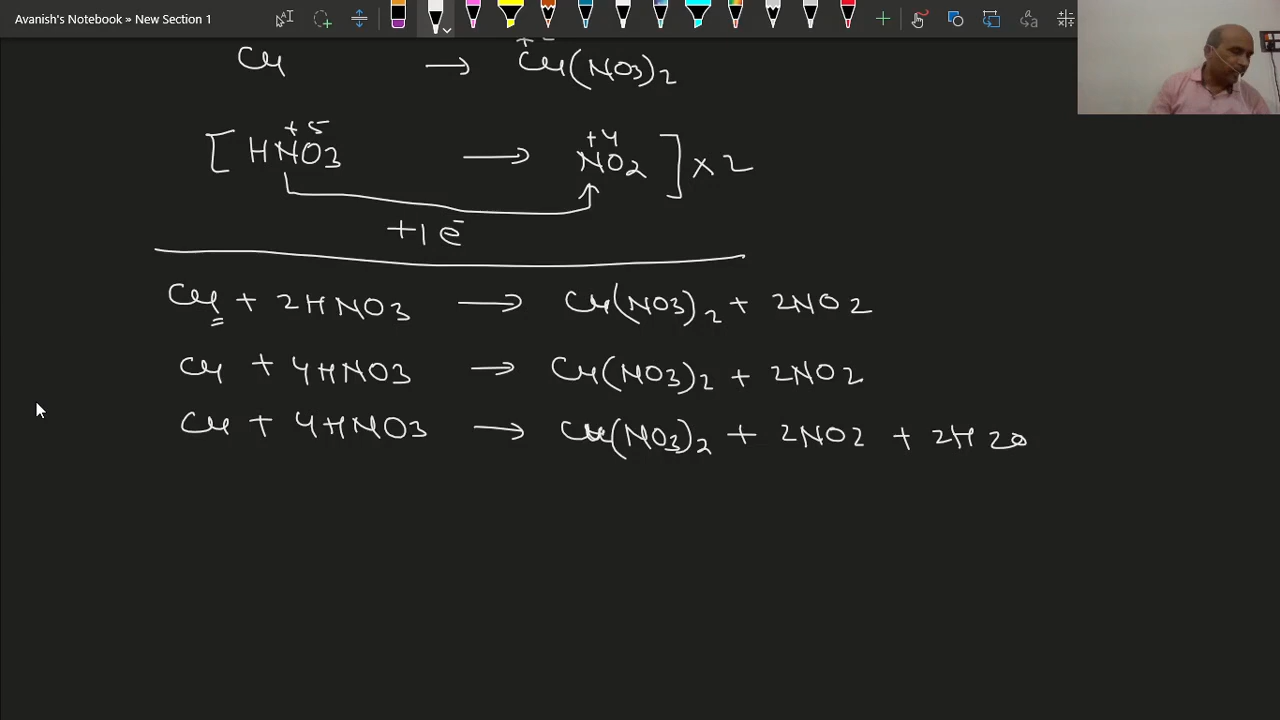 Avanish's Notebook » New Section 1
Cu → Cu(NO3)2
+5 +4
[HNO3 → NO2] x 2
+1e⁻
Cu + 2HNO3 → Cu(NO3)2 + 2NO2
Cu + 4HNO3 → Cu(NO3)2 + 2NO2
Cu + 4HNO3 → Cu(NO3)2 + 2NO2 + 2H2O